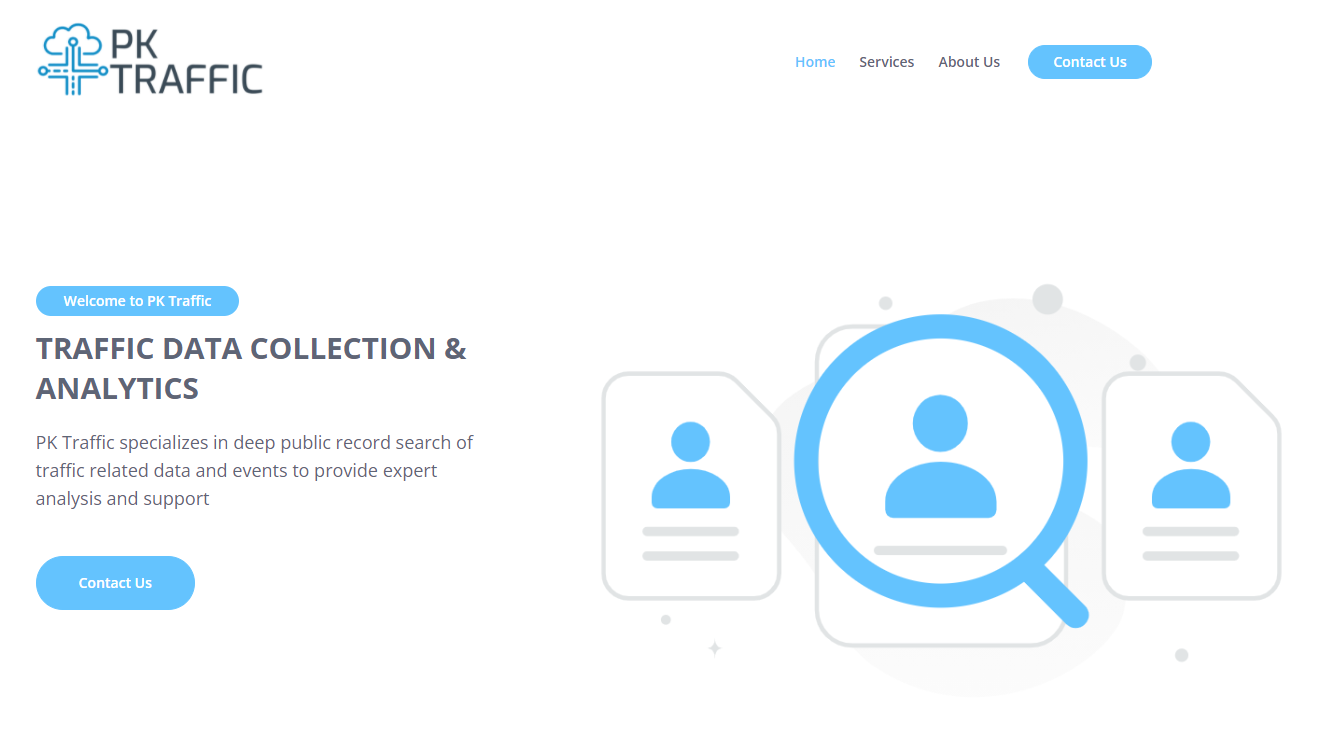 PK
TRAFFIC
Home Services About Us Contact Us
Welcome to PK Traffic
TRAFFIC DATA COLLECTION &
ANALYTICS
PK Traffic specializes in deep public record search of
traffic related data and events to provide expert
analysis and support
Contact Us